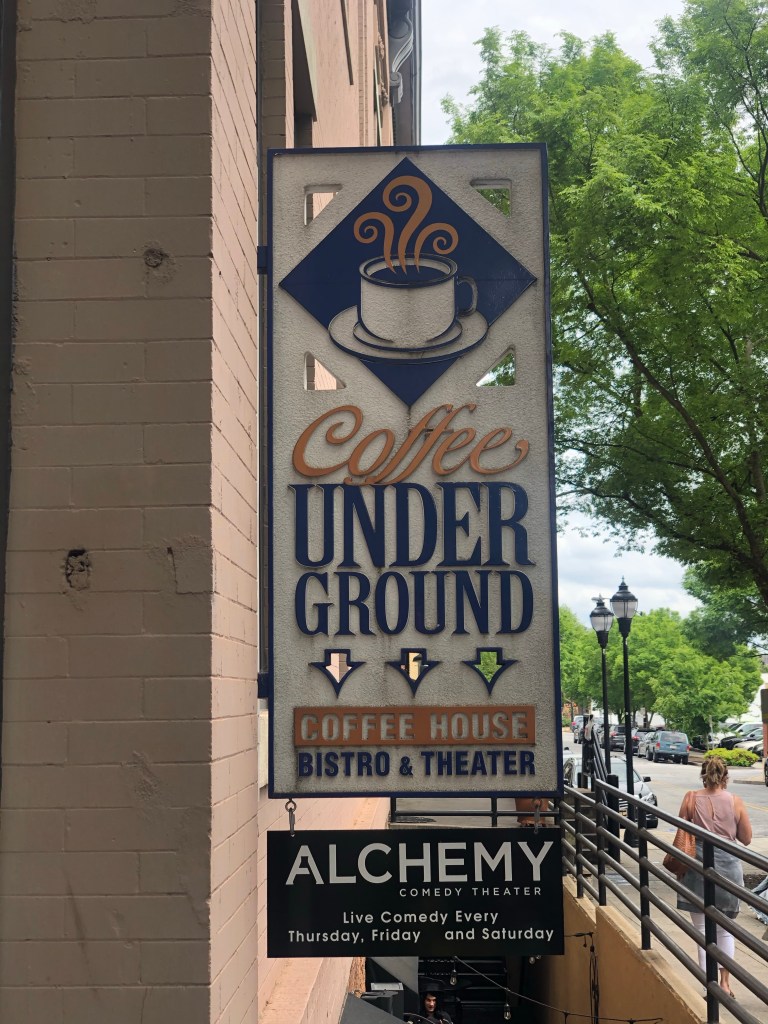 Coffee
UNDER
GROUND
COFFEE HOUSE
BISTRO & THEATER
ALCHEMY
COMEDY THEATER
Live Comedy Every
Thursday, Friday and Saturday